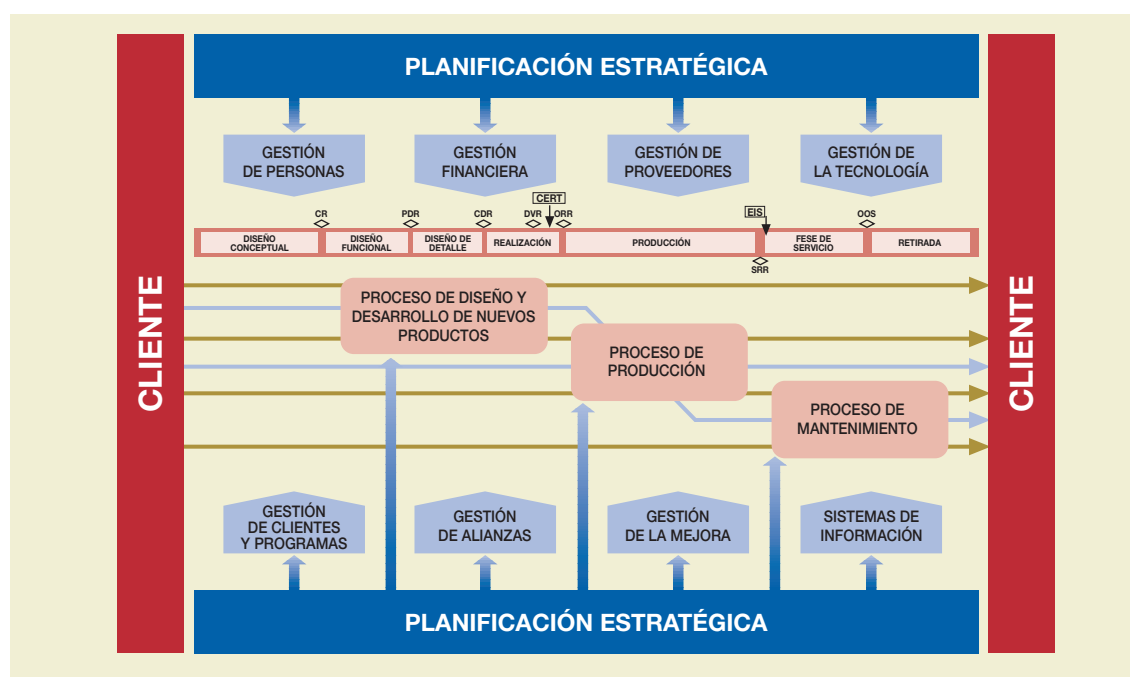 PLANIFICACIÓN ESTRATÉGICA
CLIENTE
CLIENTE
GESTIÓN
DE PERSONAS
GESTIÓN
FINANCIERA
GESTIÓN DE
PROVEEDORES
GESTIÓN DE
LA TECNOLOGÍA
CERT
EIS
CR
PDR
CDR
DVR
ORR
OOS
DISEÑO
CONCEPTUAL
DISEÑO
FUNCIONAL
DISEÑO DE
DETALLE
REALIZACIÓN
PRODUCCIÓN
FESE DE
SERVICIO
RETIRADA
SRR
PROCESO DE DISEÑO Y
DESARROLLO DE NUEVOS
PRODUCTOS
PROCESO DE
PRODUCCIÓN
PROCESO DE
MANTENIMIENTO
GESTIÓN
DE CLIENTES
Y PROGRAMAS
GESTIÓN
DE ALIANZAS
GESTIÓN
DE LA MEJORA
SISTEMAS DE
INFORMACIÓN
PLANIFICACIÓN ESTRATÉGICA